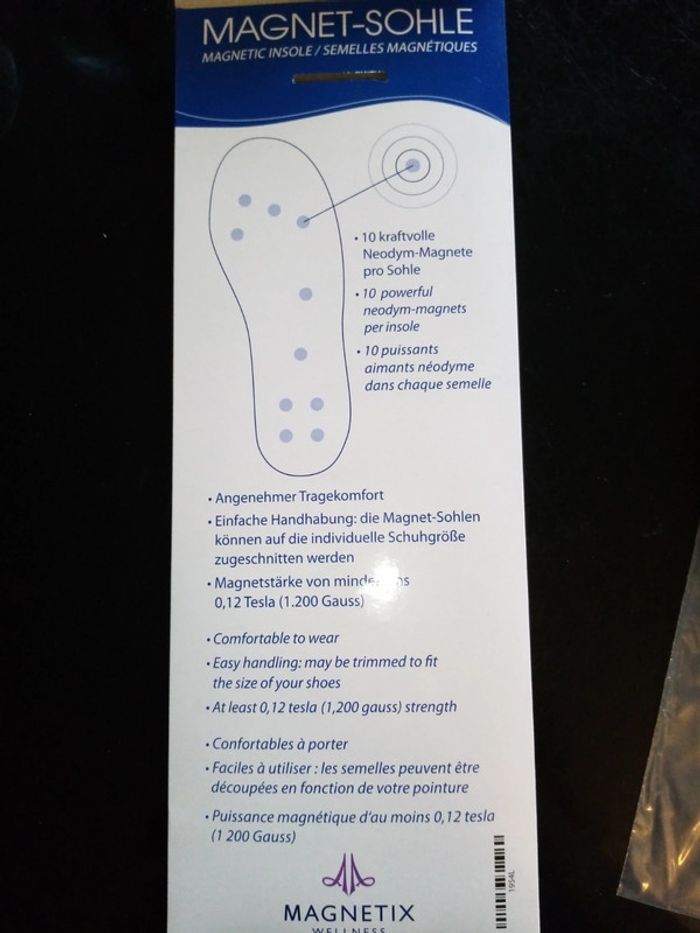 MAGNET-SOHLE
MAGNETIC INSOLE / SEMELLES MAGNÉTIQUES
• 10 kraftvolle
Neodym-Magnete
pro Sohle
• 10 powerful
neodym-magnets
per insole
• 10 puissants
aimants néodyme
dans chaque semelle
• Angenehmer Tragekomfort
• Einfache Handhabung: die Magnet-Sohlen
können auf die individuelle Schuhgröße
zugeschnitten werden
• Magnetstärke von
0,12 Tesla (1.200 Gauss)
• Comfortable to wear
• Easy handling: may be trimmed to fit
the size of your shoes
• At least 0,12 tesla (1,200 gauss) strength
• Confortables à porter
• Faciles à utiliser : les semelles peuvent être
découpées en fonction de votre pointure
• Puissance magnétique d'au moins 0,12 tesla
(1 200 Gauss)
1954L
MAGNETIX
WELLNESS